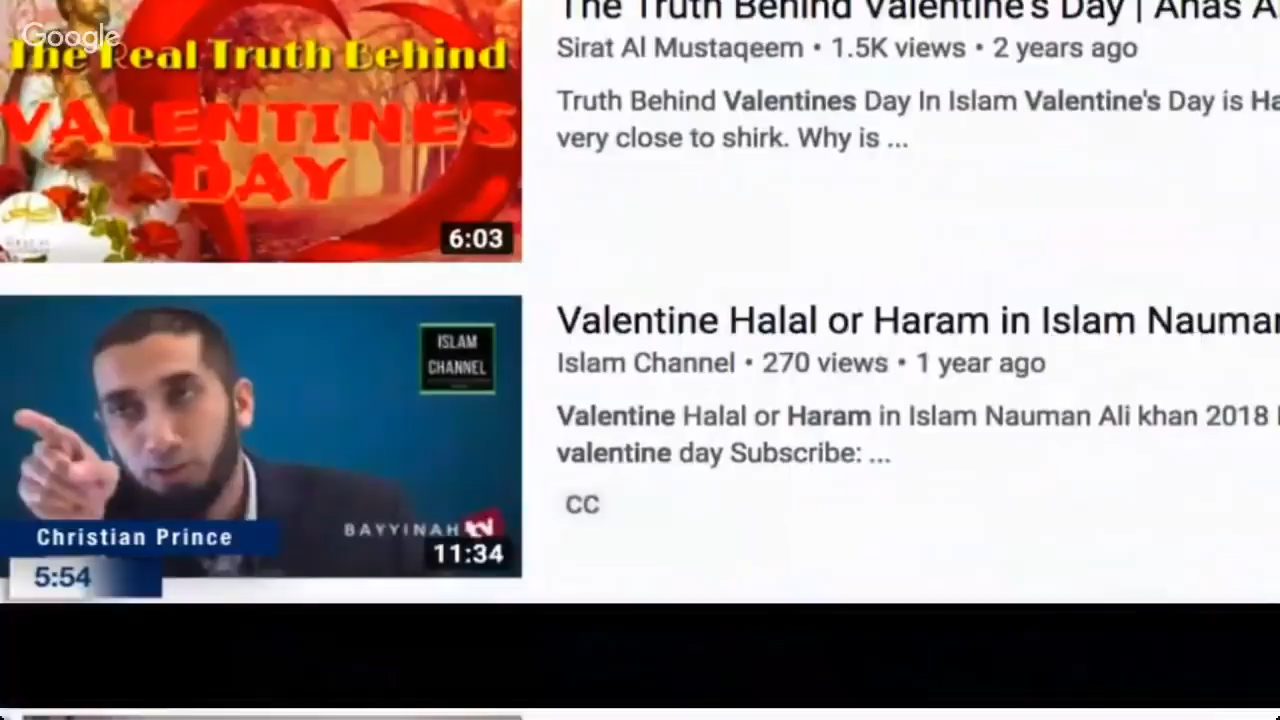 Google
The Real Truth Behind
VALENTINE'S
DAY
6:03
The Truth Behind Valentine's Day | Anas A
Sirat Al Mustaqeem • 1.5K views • 2 years ago
Truth Behind Valentines Day In Islam Valentine's Day is Ha
very close to shirk. Why is ...
ISLAM
CHANNEL
BAYYINAH tv
11:34
Christian Prince
5:54
Valentine Halal or Haram in Islam Nauman
Islam Channel • 270 views • 1 year ago
Valentine Halal or Haram in Islam Nauman Ali khan 2018
valentine day Subscribe: ...
CC